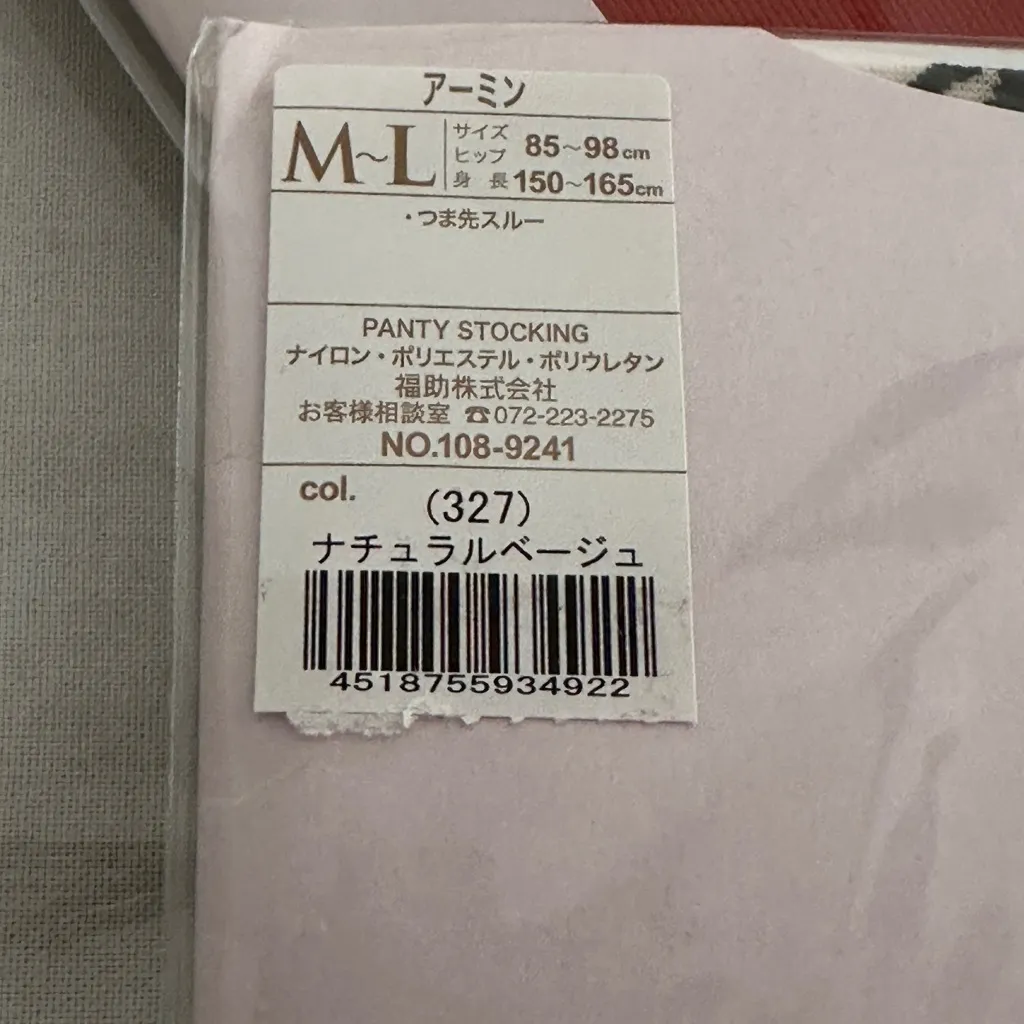 アーミン
M~L
サイズ
ヒップ 85~98cm
身 長 150~165cm
・つま先スルー
PANTY STOCKING
ナイロン・ポリエステル・ポリウレタン
福助株式会社
お客様相談室 ☎072-223-2275
NO.108-9241
col. (327)
ナチュラルベージュ
4518755934922